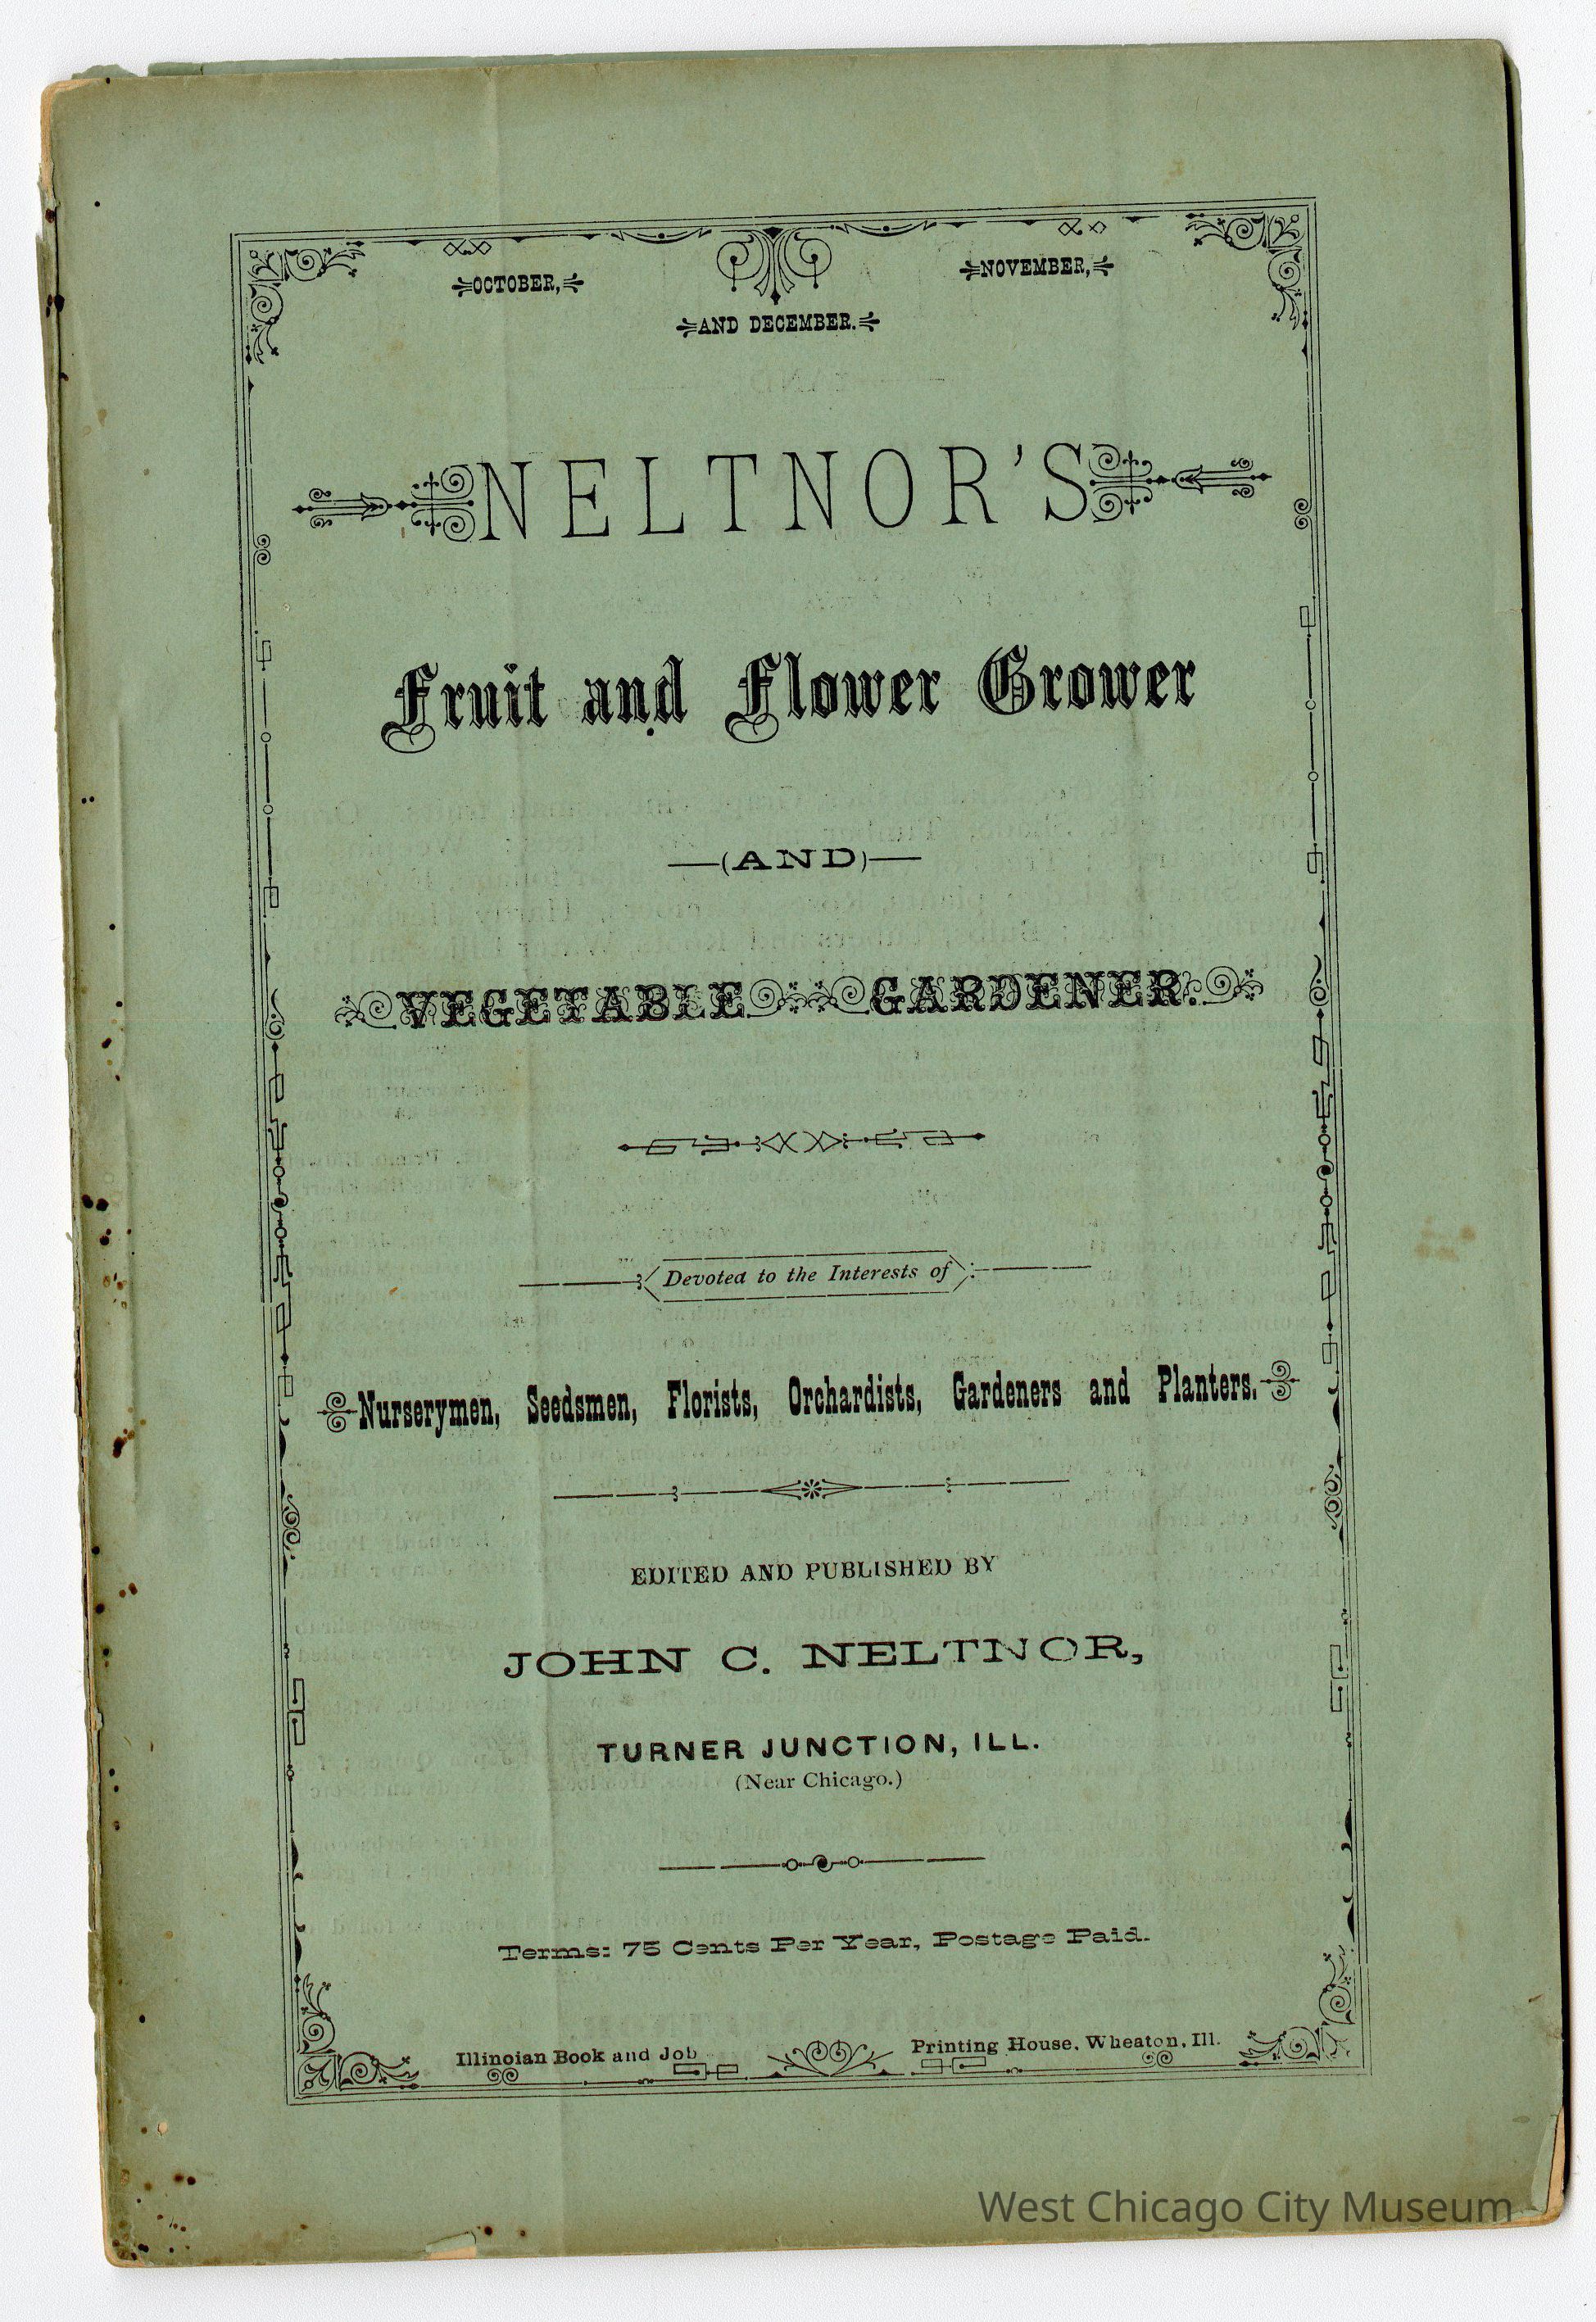 OCTOBER,
NOVEMBER,
AND DECEMBER.
NELTNOR'S
Fruit and Flower Grower
—(AND)—
VEGETABLE GARDENER.
Devoted to the Interests of
Nurserymen, Seedsmen, Florists, Orchardists, Gardeners and Planters.
EDITED AND PUBLISHED BY
JOHN C. NELTNOR,
TURNER JUNCTION, ILL.
(Near Chicago.)
Terms: 75 Cents Per Year, Postage Paid.
Illinoian Book and Job Printing House, Wheaton, Ill.
West Chicago City Museum